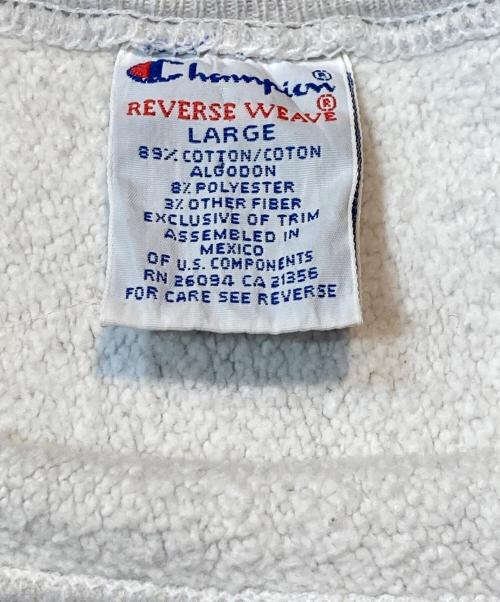 Champion®
REVERSE WEAVE®
LARGE
89% COTTON/COTON
ALGODON
8% POLYESTER
3% OTHER FIBER
EXCLUSIVE OF TRIM
ASSEMBLED IN
MEXICO
OF U.S. COMPONENTS
RN 26094 CA 21356
FOR CARE SEE REVERSE